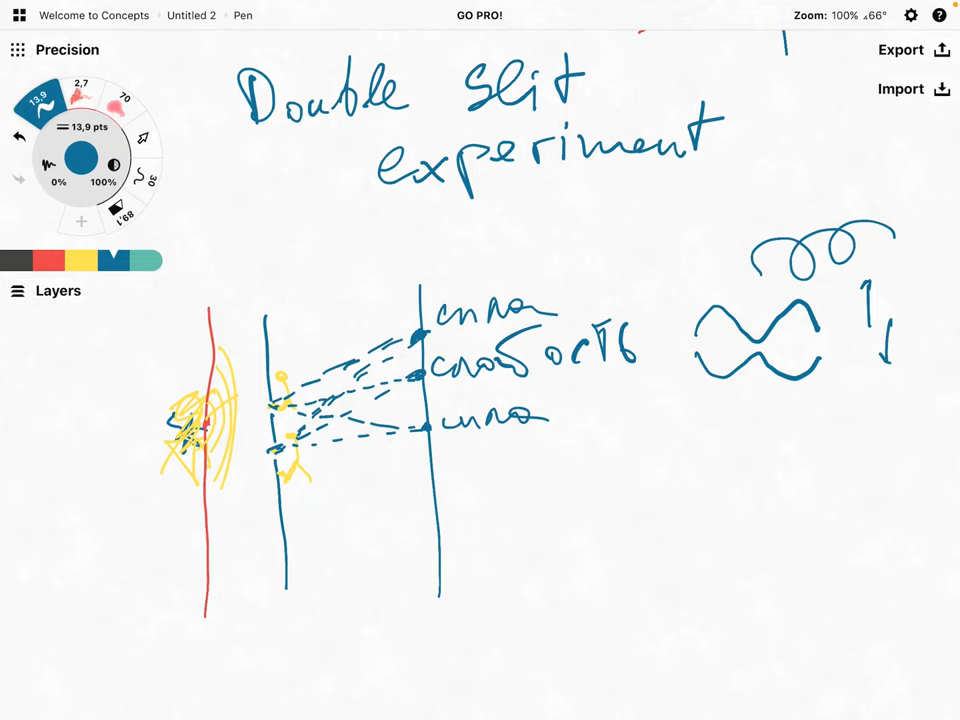 Welcome to Concepts > Untitled 2 > Pen
GO PRO!
Zoom: 100% 66°
Precision
Export
Import
2,7
70
13,9
13,9 pts
0%
100%
30
89,1
Layers
Double Slit
experiment
сила
слабость
сила